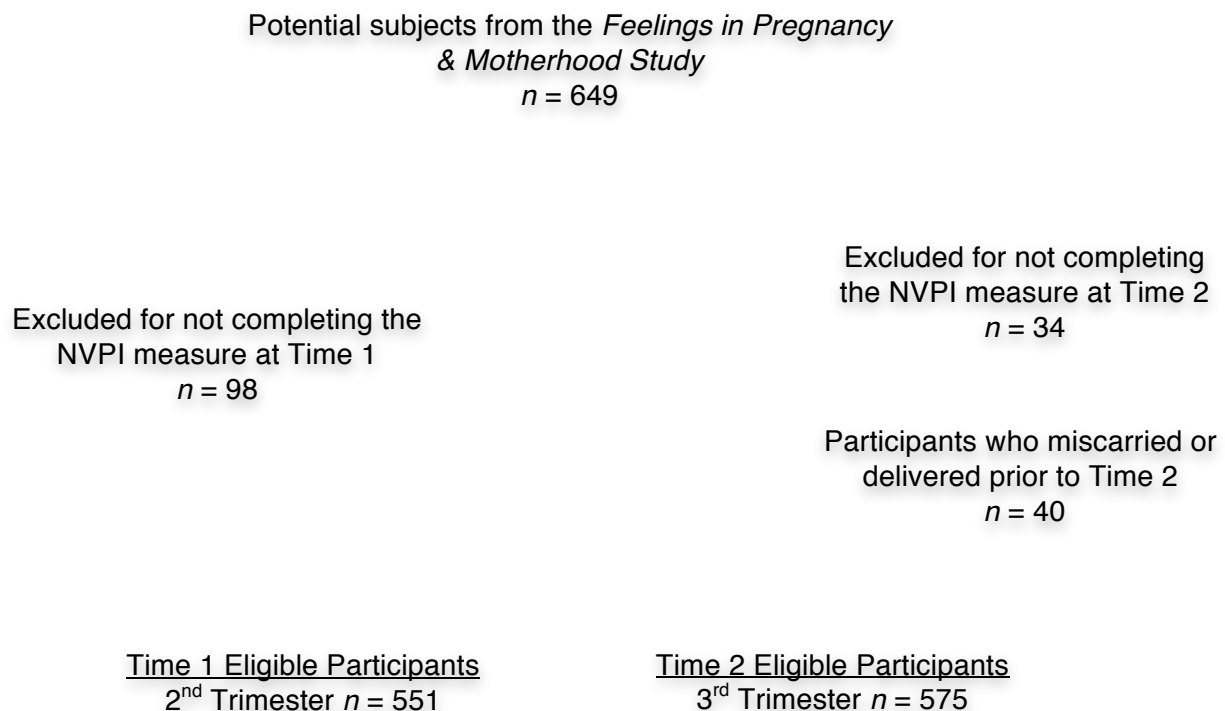 Potential subjects from the Feelings in Pregnancy
& Motherhood Study
n = 649
Excluded for not completing
the NVPI measure at Time 2
n = 34
Excluded for not completing the
NVPI measure at Time 1
n = 98
Participants who miscarried or
delivered prior to Time 2
n = 40
Time 1 Eligible Participants
2nd Trimester n = 551
Time 2 Eligible Participants
3rd Trimester n = 575